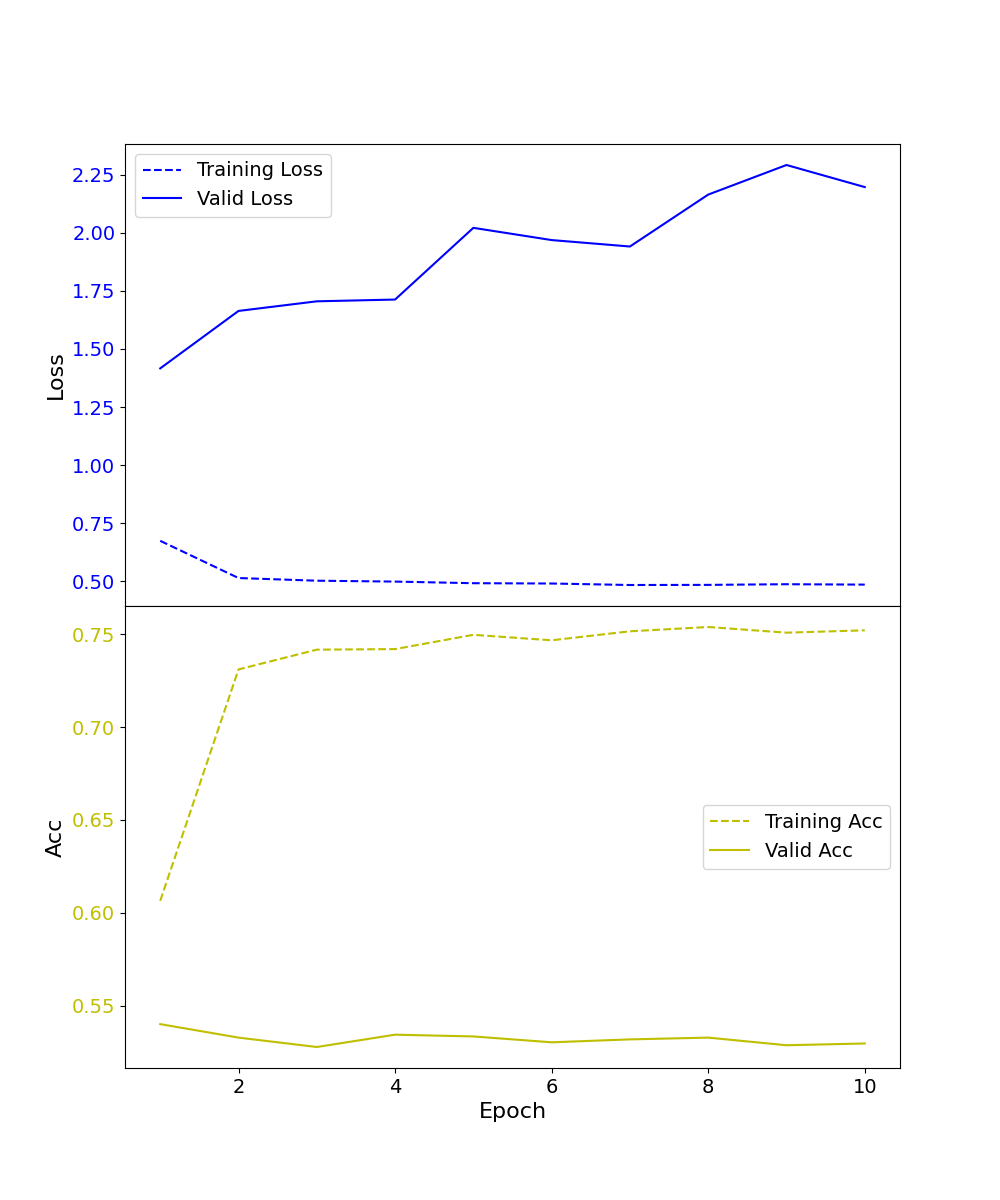 2.25
2.00
1.75
1.50
1.25
1.00
0.75
0.50
Loss
Training Loss
Valid Loss
0.75
0.70
0.65
0.60
0.55
Acc
Training Acc
Valid Acc
2 4 6 8 10
Epoch